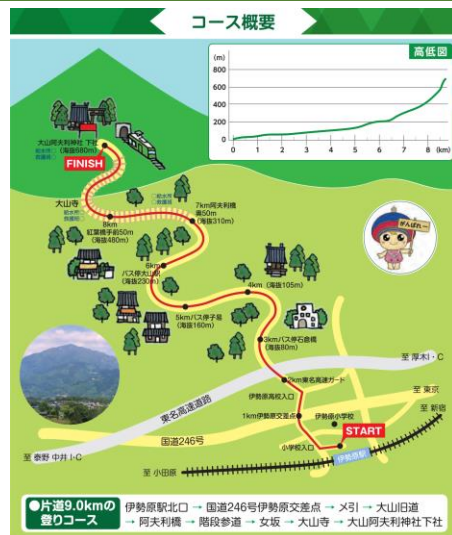 コース概要
高低図
(m)
800
600
400
200
0
0 1 2 3 4 5 6 7 8 (km)
大山阿夫利神社 下社
(海抜680m)
FINISH
大山寺
8km
紅葉橋手前50m
(海抜480m)
7km阿夫利橋
奥50m
(海抜310m)
がんばれー
6km
バス停大山駅
(海抜230m)
4km (海抜105m)
5kmバス停子易
(海抜160m)
3kmバス停石倉橋
(海抜80m)
至 厚木I・C
2km東名高速ガード
伊勢原高校入口
至 東京
東名高速道路
1km伊勢原交差点
伊勢原小学校
至 新宿
START
国道246号
小学校入口
至 秦野 中井 I・C
伊勢原駅
至 小田原
●片道9.0kmの
登りコース
伊勢原駅北口 → 国道246号伊勢原交差点 → 〆引 → 大山旧道
→ 阿夫利橋 → 階段参道 → 女坂 → 大山寺 → 大山阿夫利神社下社